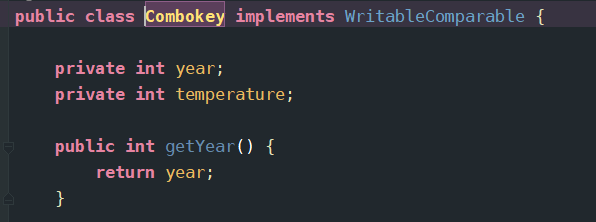 public class Combokey implements WritableComparable {
private int year;
private int temperature;
public int getYear() {
return year;
}